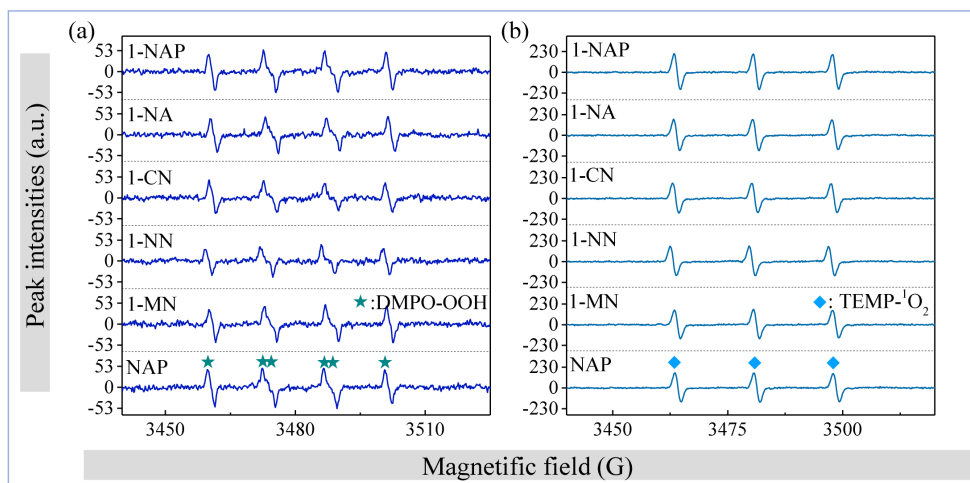 (a)
(b)
Peak intensities (a.u.)
1-NAP
53
0
-53
1-NA
53
0
-53
1-CN
53
0
-53
1-NN
53
0
-53
1-MN
★:DMPO-OOH
53
0
-53
NAP
53
0
-53
3450
3480
3510
1-NAP
230
0
-230
1-NA
230
0
-230
1-CN
230
0
-230
1-NN
230
0
-230
1-MN
◆: TEMP-¹O₂
230
0
-230
NAP
230
0
-230
3450
3475
3500
Magnetific field (G)